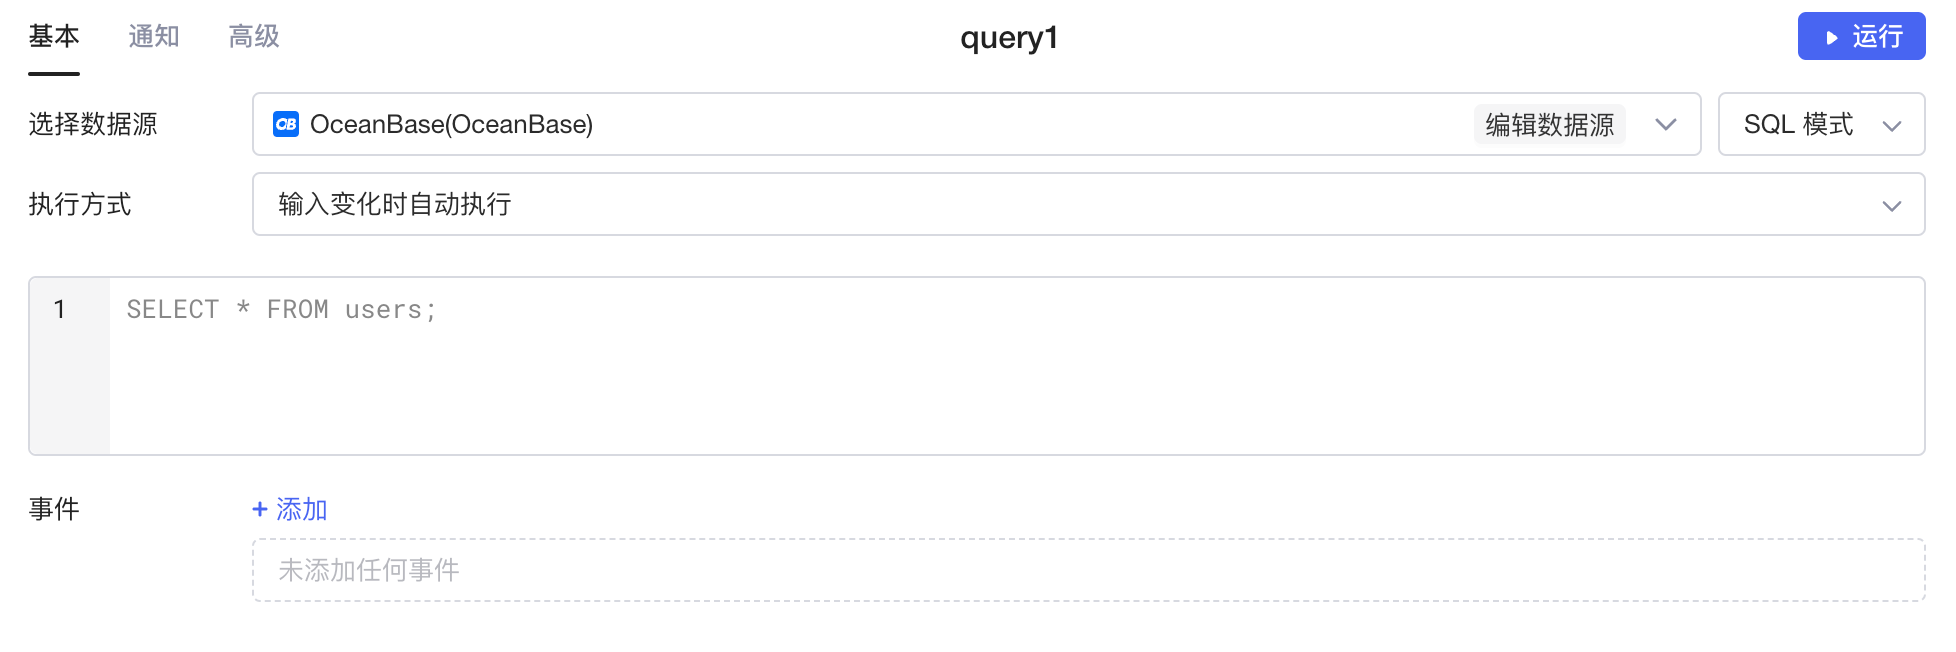 基本 通知 高级 query1 运行
选择数据源 OceanBase(OceanBase) 编辑数据源 SQL 模式
执行方式 输入变化时自动执行
1 SELECT * FROM users;
事件 + 添加
未添加任何事件